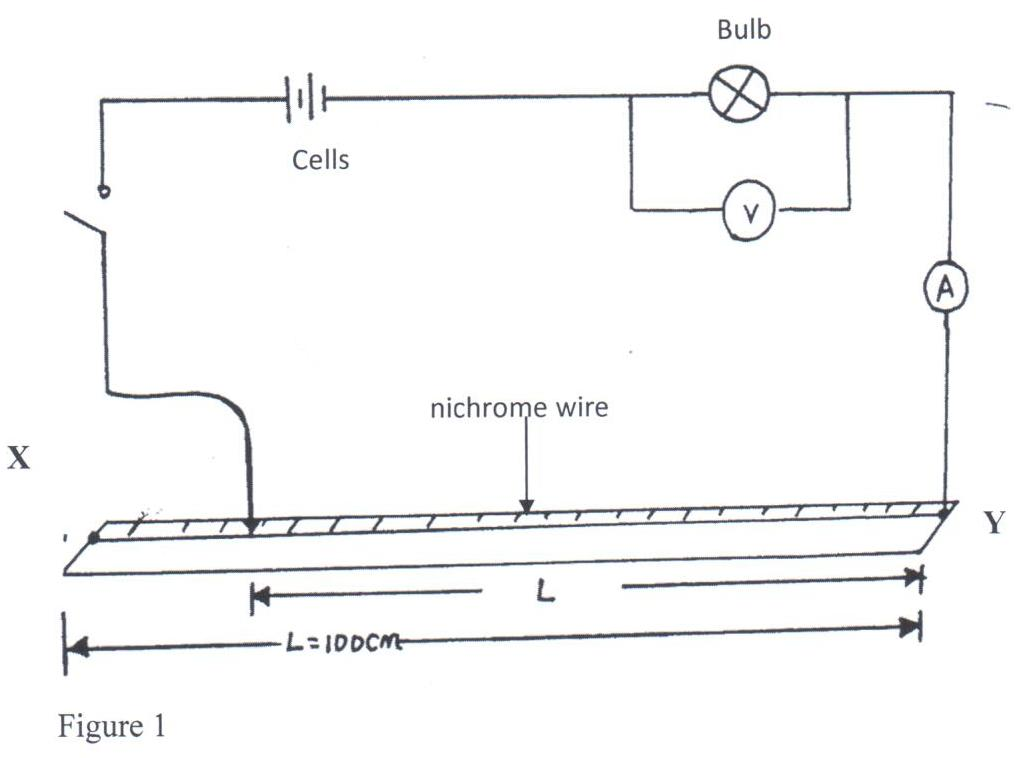 Bulb
Cells
V
A
nichrome wire
X
Y
L
L=100cm
Figure 1